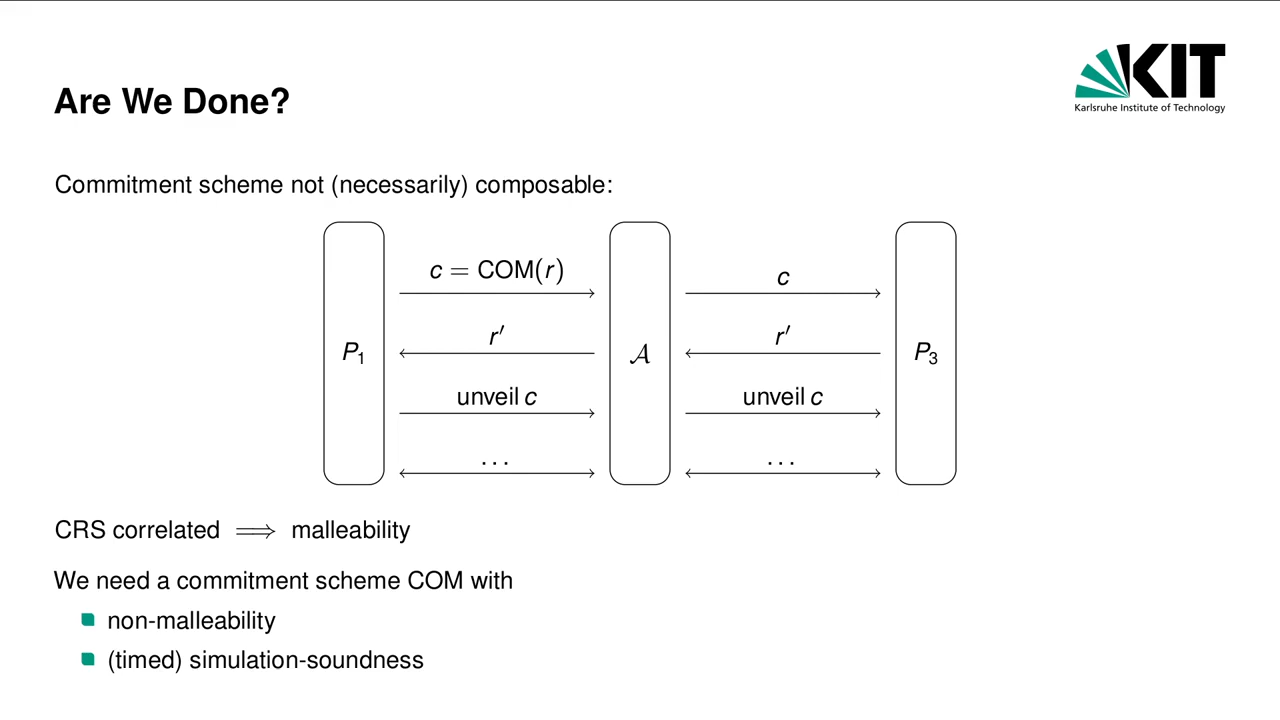 Are We Done?
KIT
Karlsruhe Institute of Technology
Commitment scheme not (necessarily) composable:
c = COM(r)
c
r′
r′
P₁
𝒜
P₃
unveil c
unveil c
...
...
CRS correlated ⟹ malleability
We need a commitment scheme COM with
non-malleability
(timed) simulation-soundness